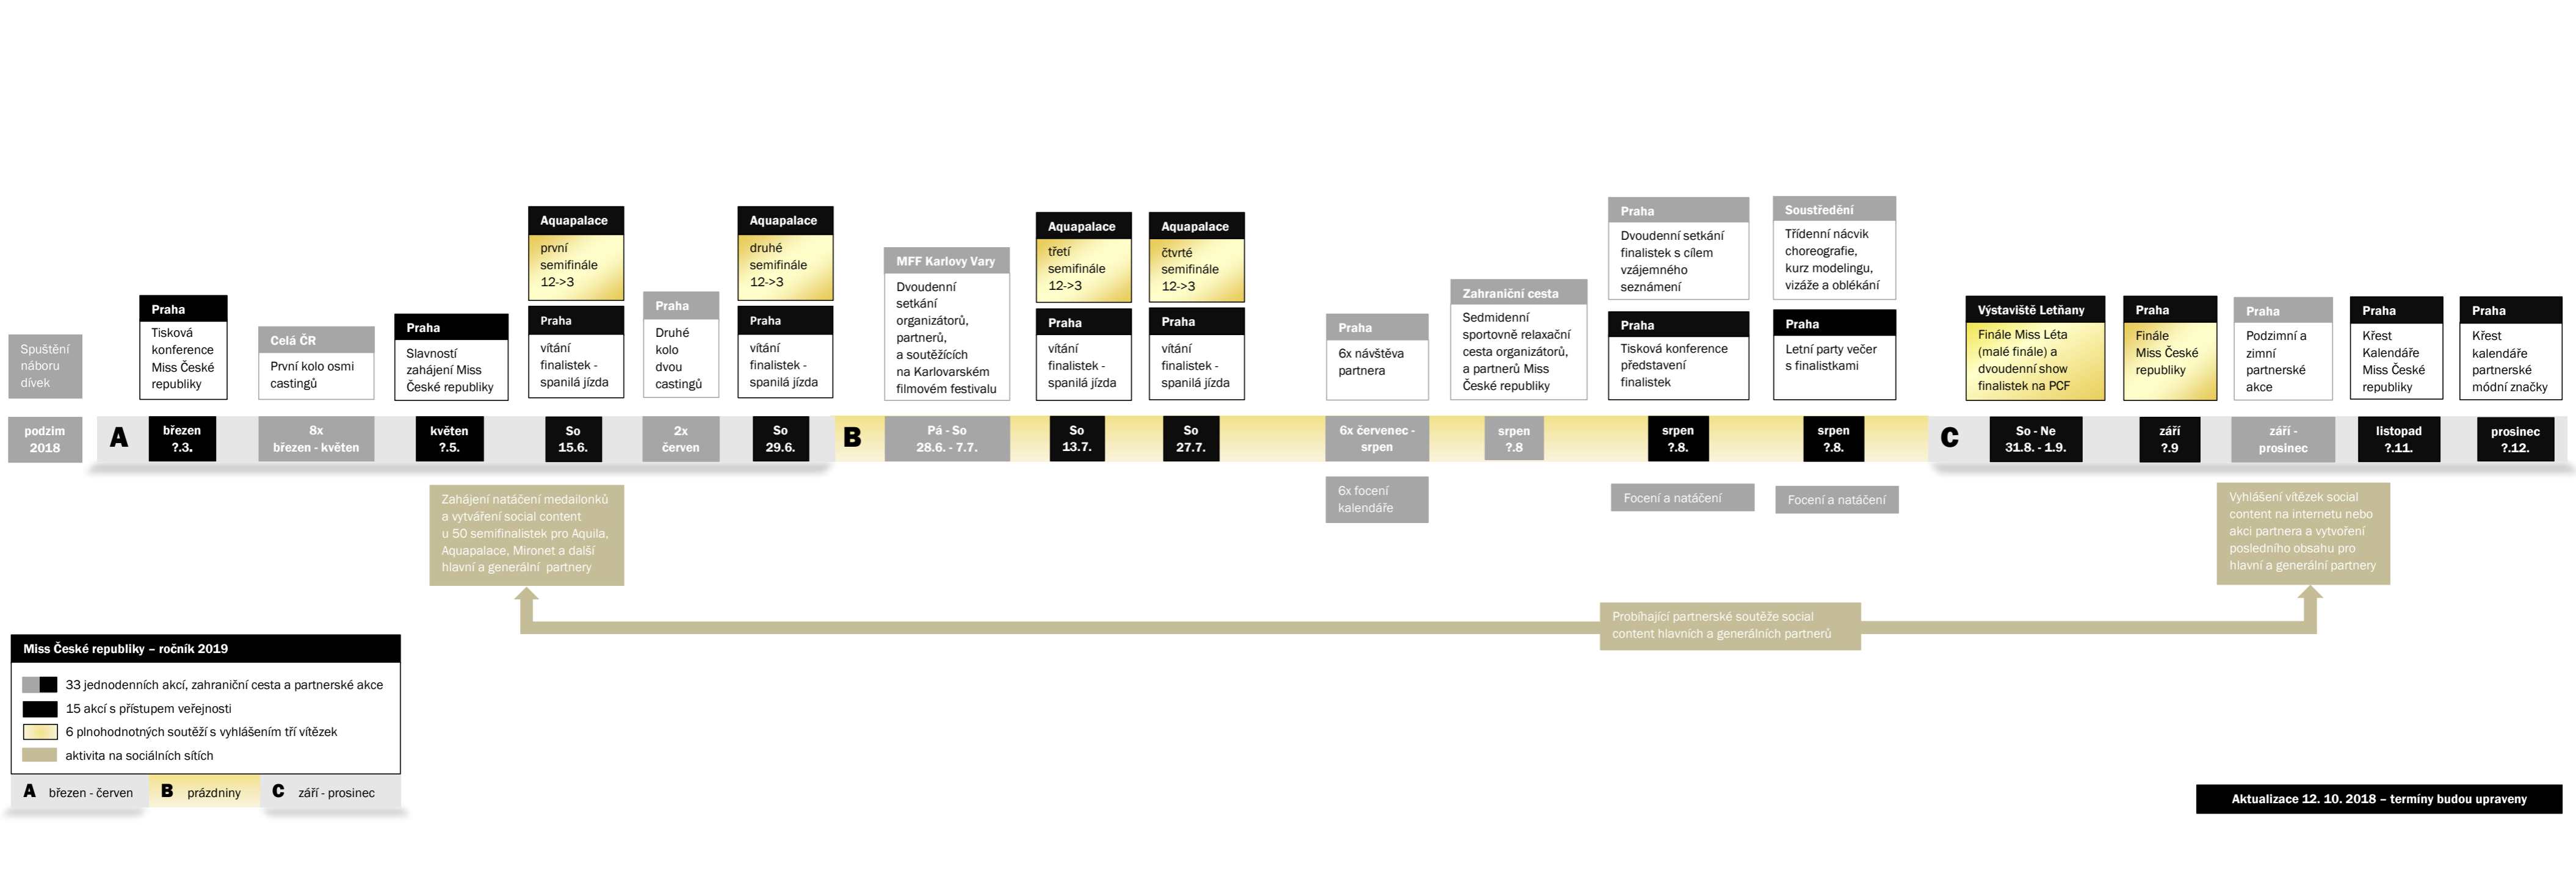 Spuštění
náboru
dívek
podzim
2018
A
Praha
Tisková
konference
Miss České
republiky
březen
?.3.
Celá ČR
První kolo osmi
castingů
8x
březen - květen
Praha
Slavností
zahájení Miss
České republiky
květen
?.5.
Aquapalace
první
semifinále
12->3
Praha
vítání
finalistek -
spanilá jízda
So
15.6.
Praha
Druhé
kolo
dvou
castingů
2x
červen
Aquapalace
druhé
semifinále
12->3
Praha
vítání
finalistek -
spanilá jízda
So
29.6.
B
MFF Karlovy Vary
Dvoudenní
setkání
organizátorů,
partnerů,
a soutěžících
na Karlovarském
filmovém festivalu
Pá - So
28.6. - 7.7.
Aquapalace
třetí
semifinále
12->3
Praha
vítání
finalistek -
spanilá jízda
So
13.7.
Aquapalace
čtvrté
semifinále
12->3
Praha
vítání
finalistek -
spanilá jízda
So
27.7.
Praha
6x návštěva
partnera
6x červenec -
srpen
6x focení
kalendáře
Zahraniční cesta
Sedmidenní
sportovně relaxační
cesta organizátorů,
a partnerů Miss
České republiky
srpen
?.8
Praha
Dvoudenní setkání
finalistek s cílem
vzájemného
seznámení
Praha
Tisková konference
představení
finalistek
srpen
?.8.
Focení a natáčení
Soustředění
Třídenní nácvik
choreografie,
kurz modelingu,
vizáže a oblékání
Praha
Letní party večer
s finalistkami
srpen
?.8.
Focení a natáčení
C
Výstaviště Letňany
Finále Miss Léta
(malé finále) a
dvoudenní show
finalistek na PCF
So - Ne
31.8. - 1.9.
Praha
Finále
Miss České
republiky
září
?.9
Praha
Podzimní a
zimní
partnerské
akce
září -
prosinec
Praha
Křest
Kalendáře
Miss České
republiky
listopad
?.11.
Praha
Křest
kalendáře
partnerské
módní značky
prosinec
?.12.
Zahájení natáčení medailonků
a vytváření social content
u 50 semifinalistek pro Aquila,
Aquapalace, Mironet a další
hlavní a generální partnery
Probíhající partnerské soutěže social
content hlavních a generálních partnerů
Vyhlášení vítězek social
content na internetu nebo
akci partnera a vytvoření
posledního obsahu pro
hlavní a generální partnery
Miss České republiky – ročník 2019
33 jednodenních akcí, zahraniční cesta a partnerské akce
15 akcí s přístupem veřejnosti
6 plnohodnotných soutěží s vyhlášením tří vítězek
aktivita na sociálních sítích
A březen - červen
B prázdniny
C září - prosinec
Aktualizace 12. 10. 2018 – termíny budou upraveny